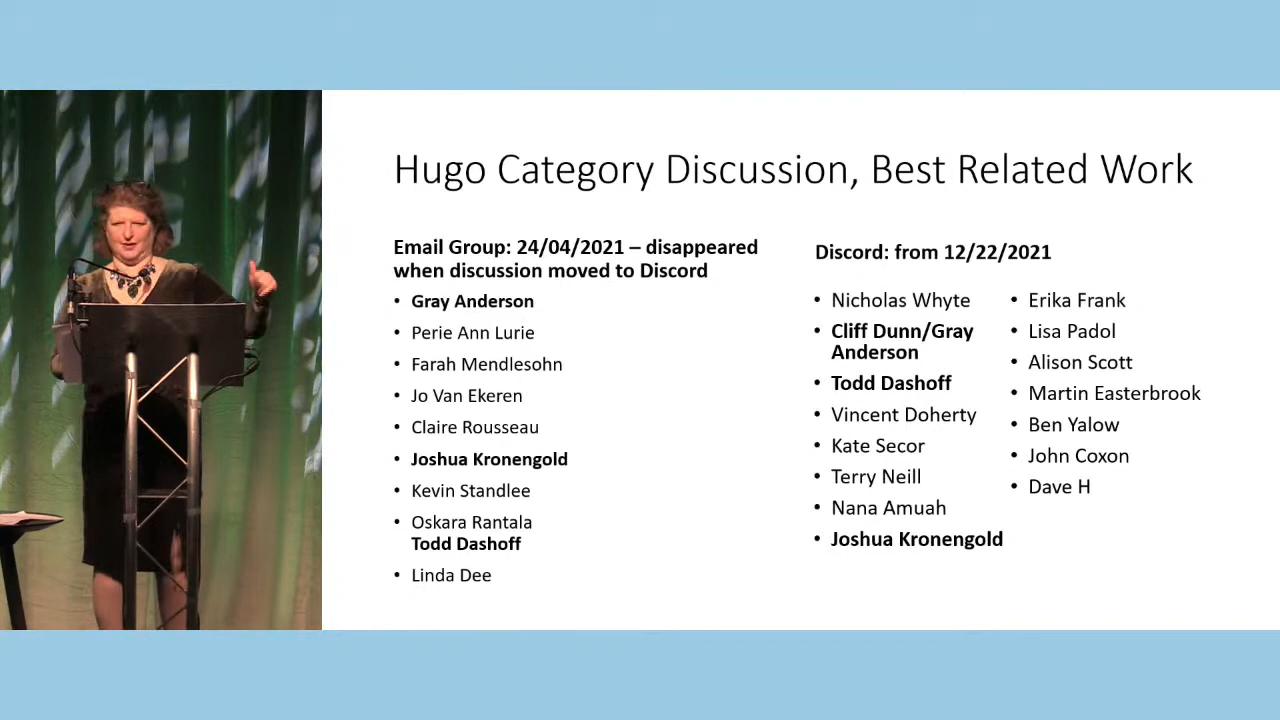 Hugo Category Discussion, Best Related Work
Email Group: 24/04/2021 – disappeared
when discussion moved to Discord
• Gray Anderson
• Perie Ann Lurie
• Farah Mendlesohn
• Jo Van Ekeren
• Claire Rousseau
• Joshua Kronengold
• Kevin Standlee
• Oskara Rantala
Todd Dashoff
• Linda Dee
Discord: from 12/22/2021
• Nicholas Whyte
• Cliff Dunn/Gray
Anderson
• Todd Dashoff
• Vincent Doherty
• Kate Secor
• Terry Neill
• Nana Amuah
• Joshua Kronengold
• Erika Frank
• Lisa Padol
• Alison Scott
• Martin Easterbrook
• Ben Yalow
• John Coxon
• Dave H